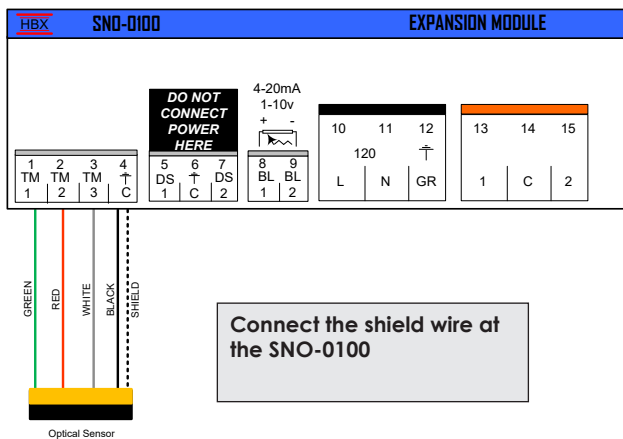 HBX SNO-0100 EXPANSION MODULE
DO NOT
CONNECT
POWER
HERE
4-20mA
1-10v
+ -
1 2 3 4
TM TM TM
1 2 3 C
5 6 7
DS DS
1 C 2
8 9
BL BL
1 2
10 11 12
120
L N GR
13 14 15
1 C 2
GREEN
RED
WHITE
BLACK
SHIELD
Connect the shield wire at
the SNO-0100
Optical Sensor